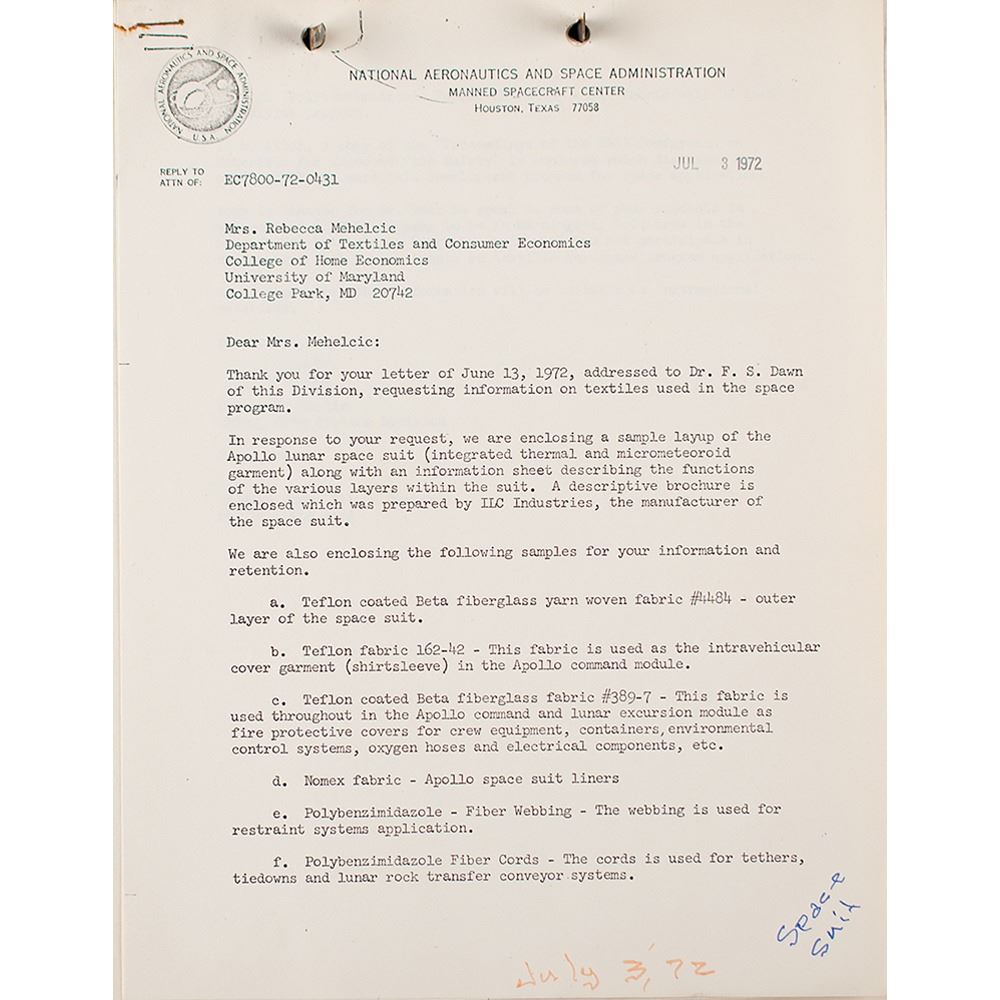 NATIONAL AERONAUTICS AND SPACE ADMINISTRATION
MANNED SPACECRAFT CENTER
HOUSTON, TEXAS 77058
NATIONAL AERONAUTICS AND SPACE ADMINISTRATION
U.S.A.
JUL 3 1972
REPLY TO
ATTN OF: EC7800-72-0431
Mrs. Rebecca Mehelcic
Department of Textiles and Consumer Economics
College of Home Economics
University of Maryland
College Park, MD 20742
Dear Mrs. Mehelcic:
Thank you for your letter of June 13, 1972, addressed to Dr. F. S. Dawn
of this Division, requesting information on textiles used in the space
program.
In response to your request, we are enclosing a sample layup of the
Apollo lunar space suit (integrated thermal and micrometeoroid
garment) along with an information sheet describing the functions
of the various layers within the suit. A descriptive brochure is
enclosed which was prepared by ILC Industries, the manufacturer of
the space suit.
We are also enclosing the following samples for your information and
retention.
a. Teflon coated Beta fiberglass yarn woven fabric #4484 - outer
layer of the space suit.
b. Teflon fabric 162-42 - This fabric is used as the intravehicular
cover garment (shirtsleeve) in the Apollo command module.
c. Teflon coated Beta fiberglass fabric #389-7 - This fabric is
used throughout in the Apollo command and lunar excursion module as
fire protective covers for crew equipment, containers, environmental
control systems, oxygen hoses and electrical components, etc.
d. Nomex fabric - Apollo space suit liners
e. Polybenzimidazole - Fiber Webbing - The webbing is used for
restraint systems application.
f. Polybenzimidazole Fiber Cords - The cords is used for tethers,
tiedowns and lunar rock transfer conveyor systems.
Space
Suit
July 3, 72